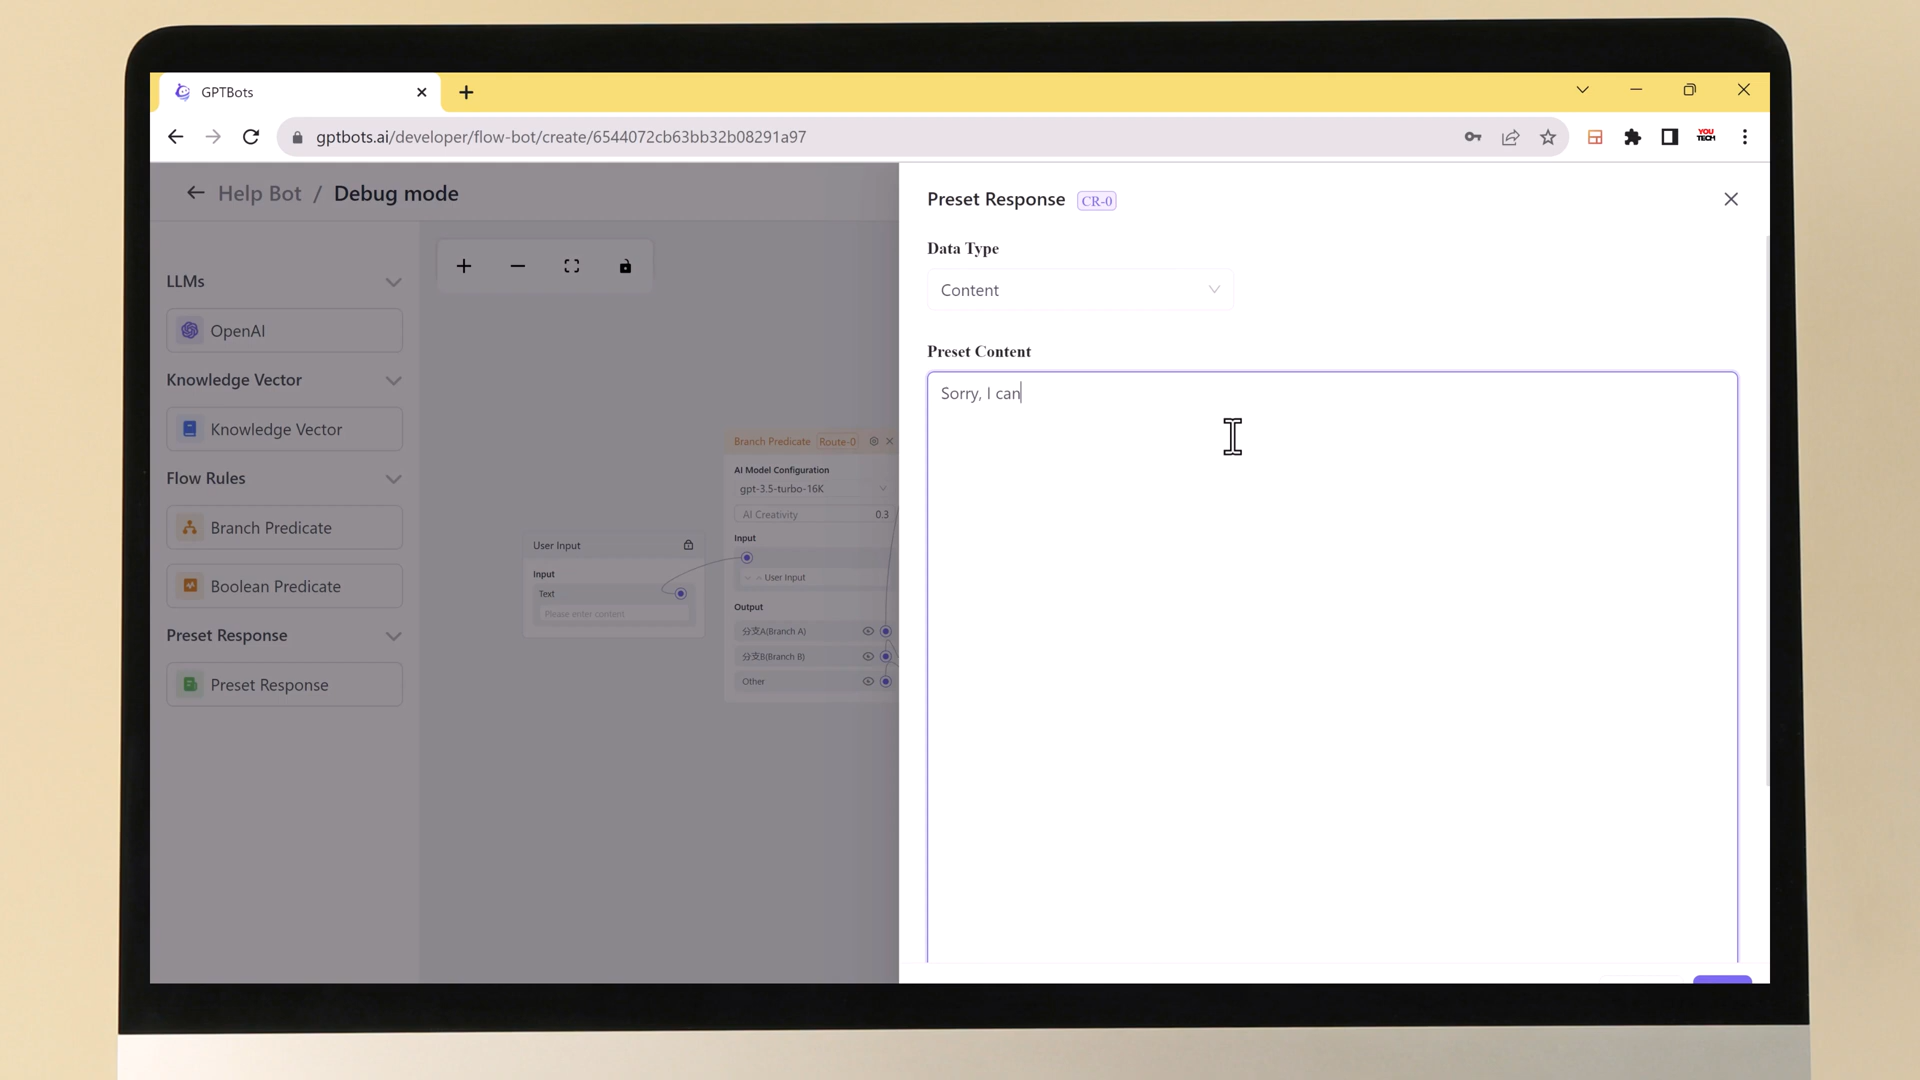 GPTBots
gptbots.ai/developer/flow-bot/create/6544072cb63bb32b08291a97
YOU
TECH
Help Bot / Debug mode
LLMs
OpenAI
Knowledge Vector
Knowledge Vector
Flow Rules
Branch Predicate
Boolean Predicate
Preset Response
Preset Response
User Input
Input
Text
Please enter content
Branch Predicate Route-0
AI Model Configuration
gpt-3.5-turbo-16K
AI Creativity 0.3
Input
User Input
Output
分支A(Branch A)
分支B(Branch B)
Other
Preset Response CR-0
Data Type
Content
Preset Content
Sorry, I can